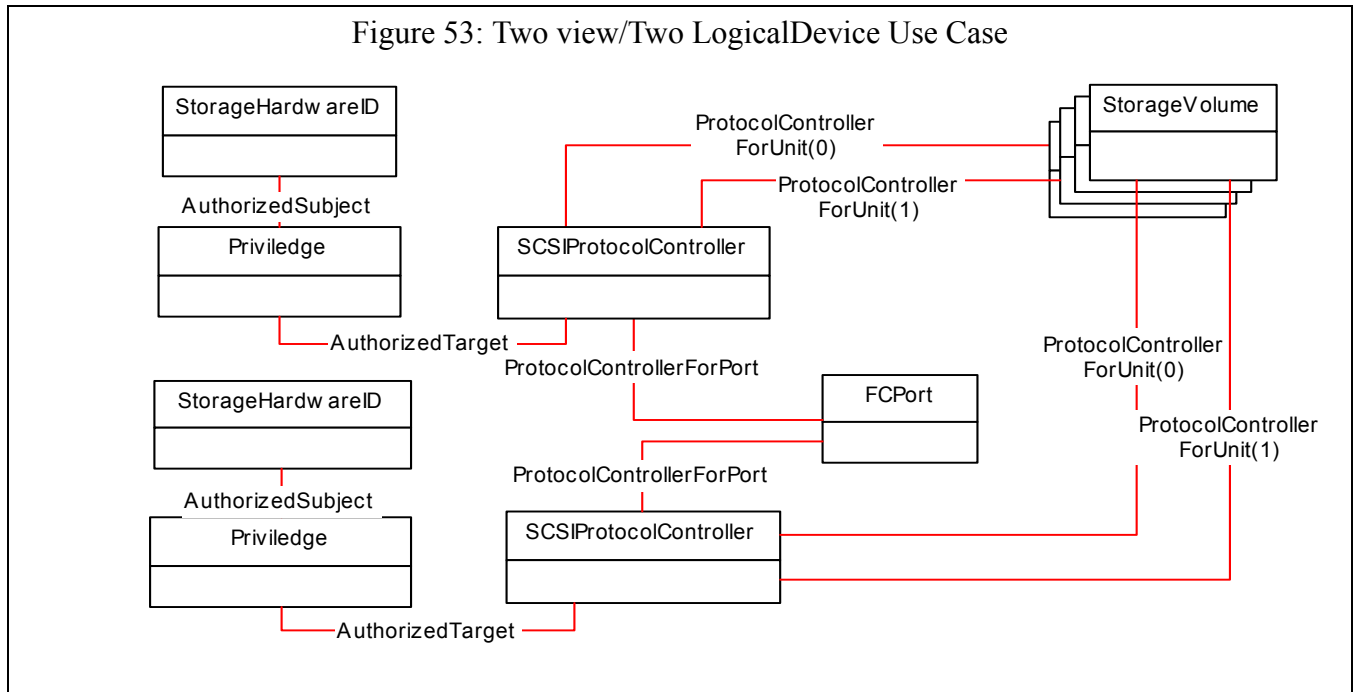 Figure 53: Two view/Two LogicalDevice Use Case
StorageHardw areID
StorageVolume
ProtocolController
ForUnit(0)
ProtocolController
ForUnit(1)
AuthorizedSubject
Priviledge
SCSIProtocolController
AuthorizedTarget
ProtocolControllerForPort
ProtocolController
ForUnit(0)
StorageHardw areID
FCPort
ProtocolController
ForUnit(1)
ProtocolControllerForPort
AuthorizedSubject
Priviledge
SCSIProtocolController
AuthorizedTarget